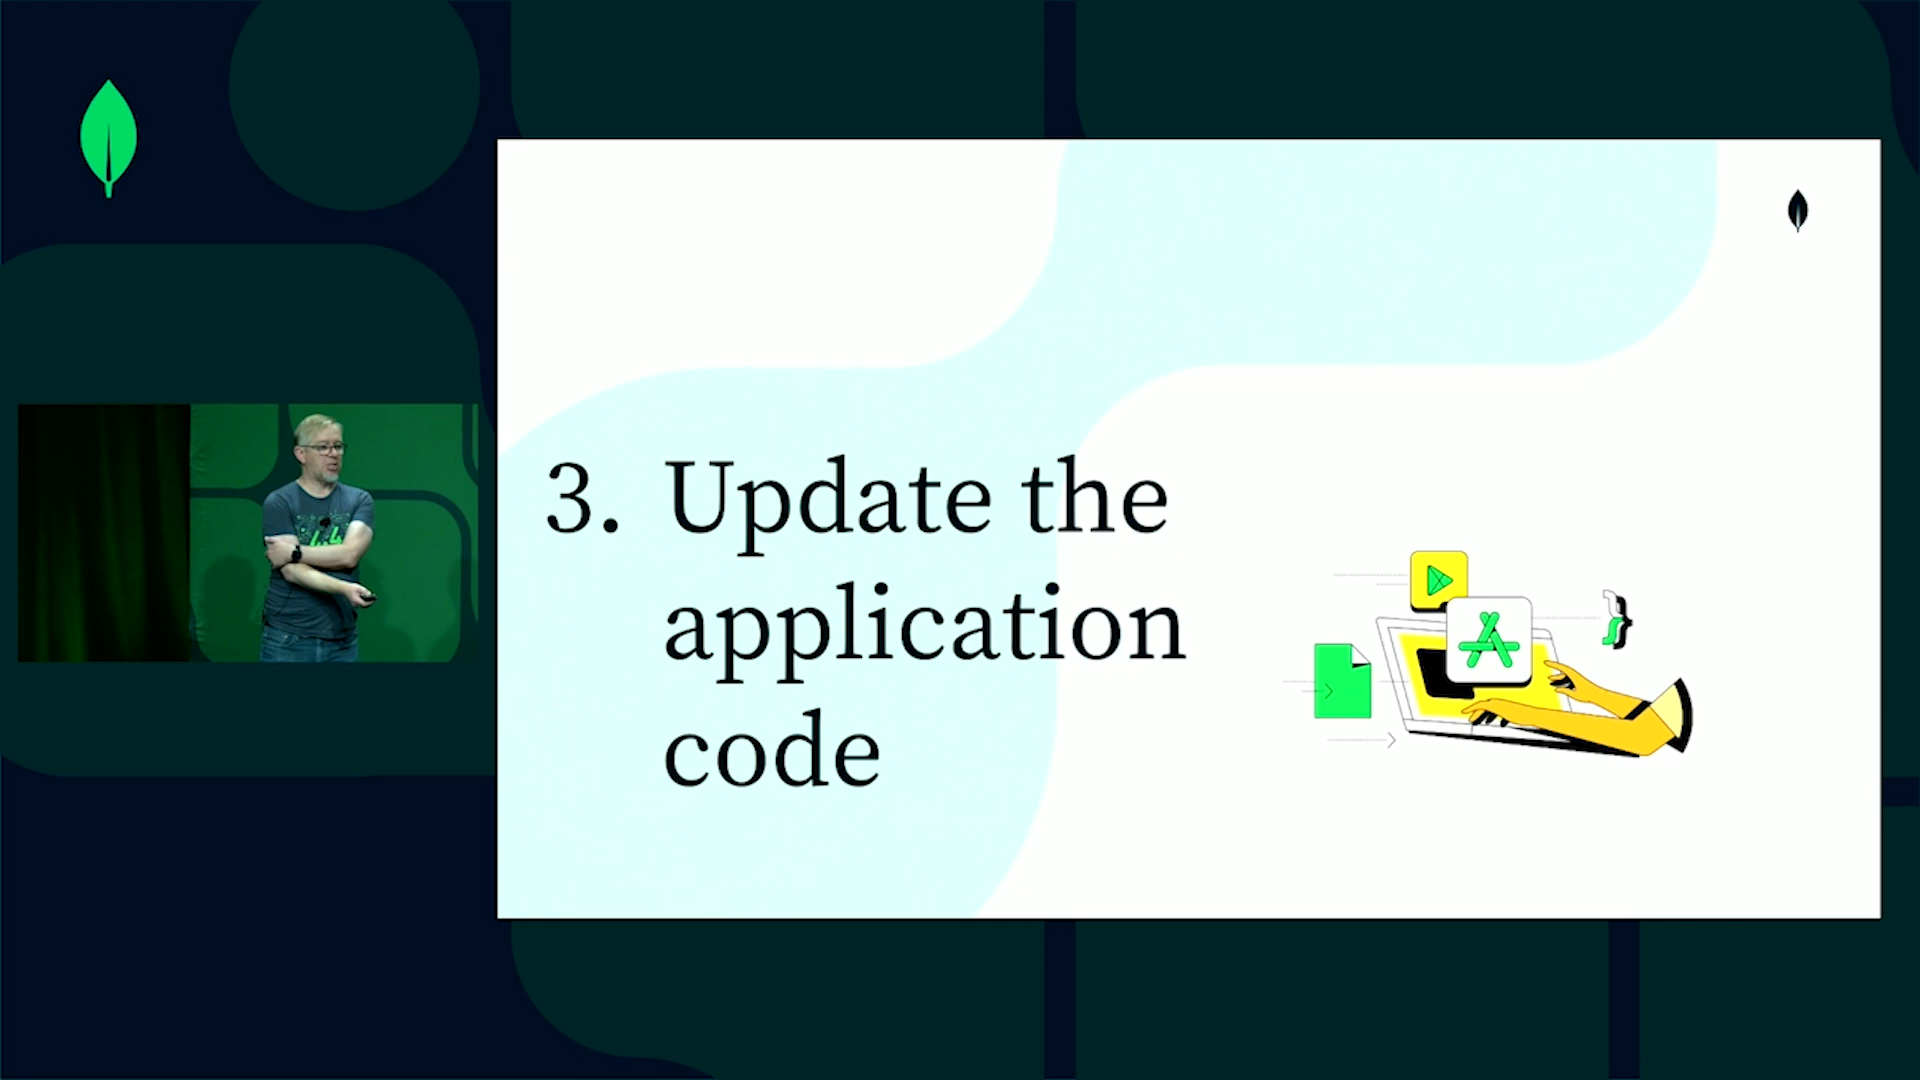 3. Update the
application
code